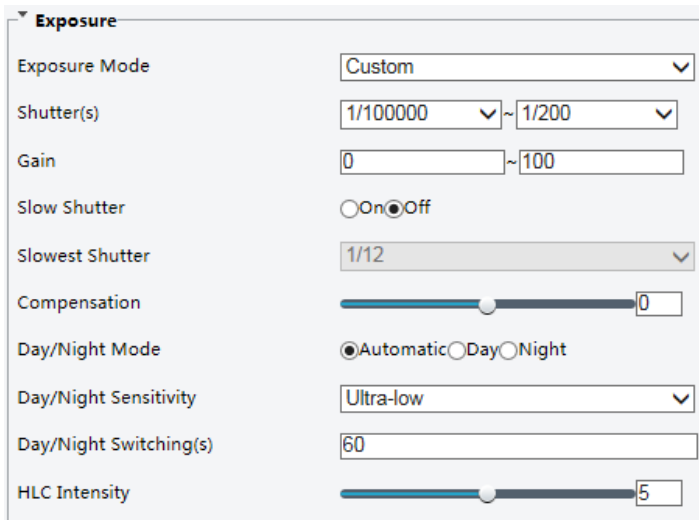 Exposure
Exposure Mode Custom
Shutter(s) 1/100000 ~ 1/200
Gain 0 ~ 100
Slow Shutter On Off
Slowest Shutter 1/12
Compensation 0
Day/Night Mode Automatic Day Night
Day/Night Sensitivity Ultra-low
Day/Night Switching(s) 60
HLC Intensity 5